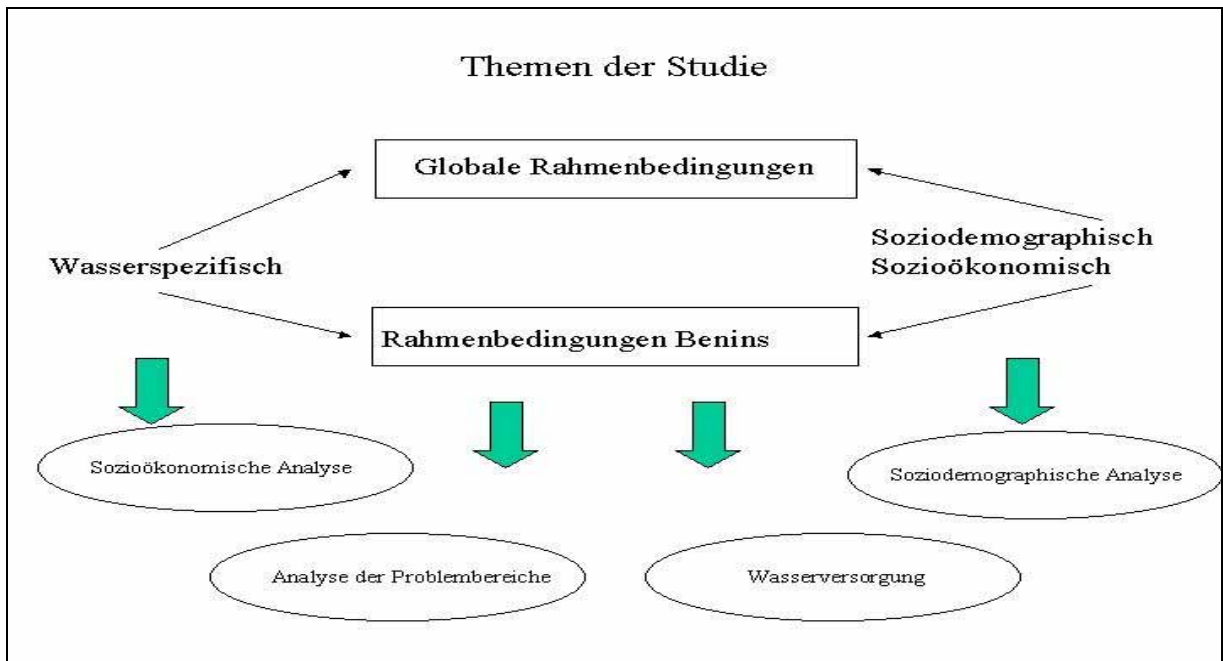 Themen der Studie
Globale Rahmenbedingungen
Wasserspezifisch
Soziodemographisch
Sozioökonomisch
Rahmenbedingungen Benins
Sozioökonomische Analyse
Soziodemographische Analyse
Analyse der Problembereiche
Wasserversorgung